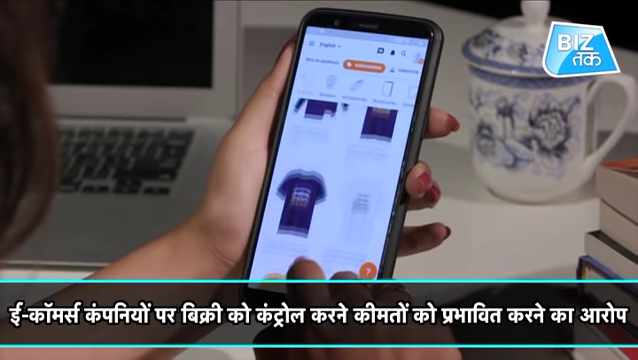 BIZ
तक
English
ई-कॉमर्स कंपनियों पर बिक्री को कंट्रोल करने कीमतों को प्रभावित करने का आरोप